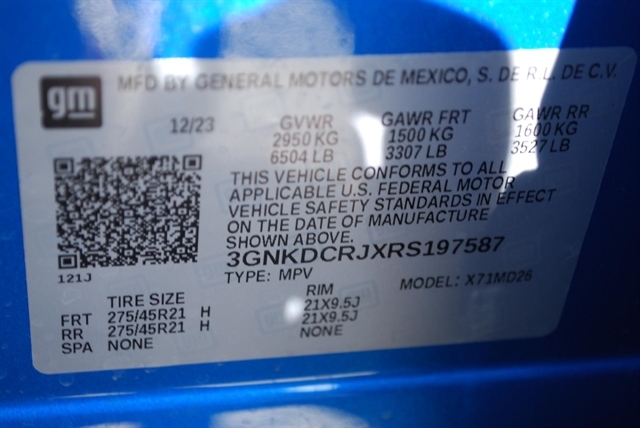 gm
MFD BY GENERAL MOTORS DE MEXICO, S. DE R.L. DE C.V.
12/23 GVWR GAWR FRT GAWR RR
2950 KG 1500 KG 1600 KG
6504 LB 3307 LB 3527 LB
THIS VEHICLE CONFORMS TO ALL
APPLICABLE U.S. FEDERAL MOTOR
VEHICLE SAFETY STANDARDS IN EFFECT
ON THE DATE OF MANUFACTURE
SHOWN ABOVE.
3GNKDCRJXRS197587
121J TYPE: MPV MODEL: X71MD26
TIRE SIZE RIM
FRT 275/45R21 H 21X9.5J
RR 275/45R21 H 21X9.5J
SPA NONE NONE